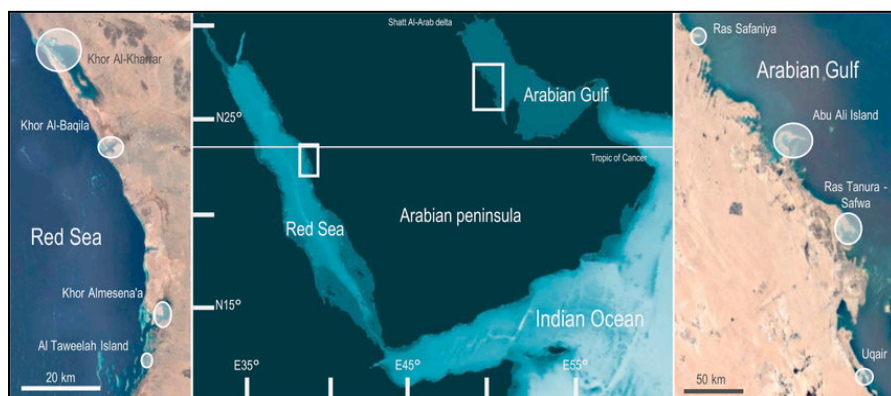 Khor Al-Kharrar
Khor Al-Baqila
Red Sea
Khor Almesena'a
Al Taweelah Island
20 km
Shatt Al-Arab delta
Arabian Gulf
N25°
Tropic of Cancer
Red Sea
Arabian peninsula
N15°
Indian Ocean
E35°
E45°
E55°
Ras Safaniya
Arabian Gulf
Abu Ali Island
Ras Tanura -
Safwa
Uqair
50 km